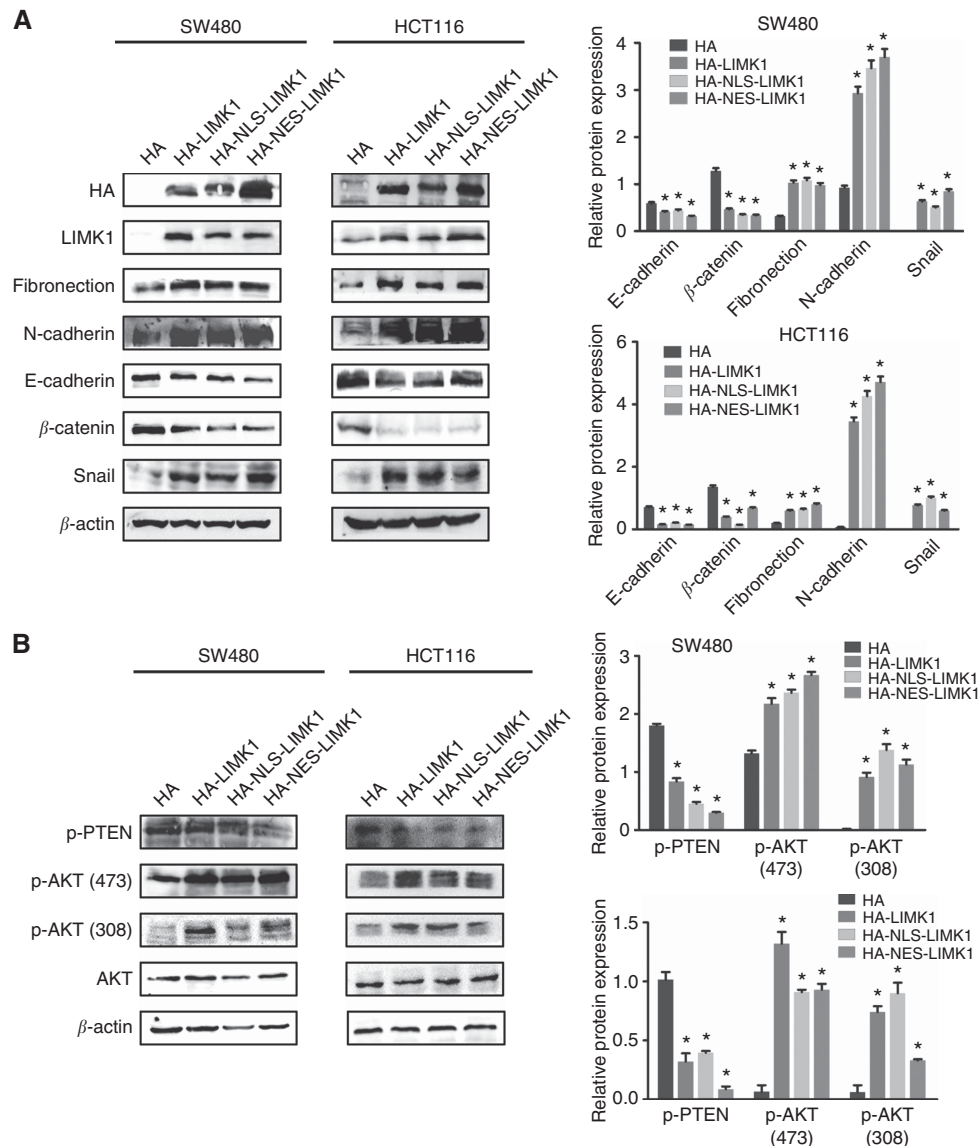 A
SW480
HCT116
HA
HA-LIMK1
HA-NLS-LIMK1
HA-NES-LIMK1
HA
HA-LIMK1
HA-NLS-LIMK1
HA-NES-LIMK1
HA
LIMK1
Fibronection
N-cadherin
E-cadherin
β-catenin
Snail
β-actin
SW480
HA
HA-LIMK1
HA-NLS-LIMK1
HA-NES-LIMK1
Relative protein expression
4
3
2
1
0
* * *
* * *
* * *
* * *
* * *
E-cadherin
β-catenin
Fibronection
N-cadherin
Snail
HCT116
HA
HA-LIMK1
HA-NLS-LIMK1
HA-NES-LIMK1
Relative protein expression
6
4
2
0
* * *
* * *
* * *
* * *
* * *
E-cadherin
β-catenin
Fibronection
N-cadherin
Snail
B
SW480
HCT116
HA
HA-LIMK1
HA-NLS-LIMK1
HA-NES-LIMK1
HA
HA-LIMK1
HA-NLS-LIMK1
HA-NES-LIMK1
p-PTEN
p-AKT (473)
p-AKT (308)
AKT
β-actin
SW480
HA
HA-LIMK1
HA-NLS-LIMK1
HA-NES-LIMK1
Relative protein expression
3
2
1
0
* * *
* * *
* * *
p-PTEN
p-AKT
(473)
p-AKT
(308)
HA
HA-LIMK1
HA-NLS-LIMK1
HA-NES-LIMK1
Relative protein expression
1.5
1.0
0.5
0.0
* * *
* * *
* * *
p-PTEN
p-AKT
(473)
p-AKT
(308)